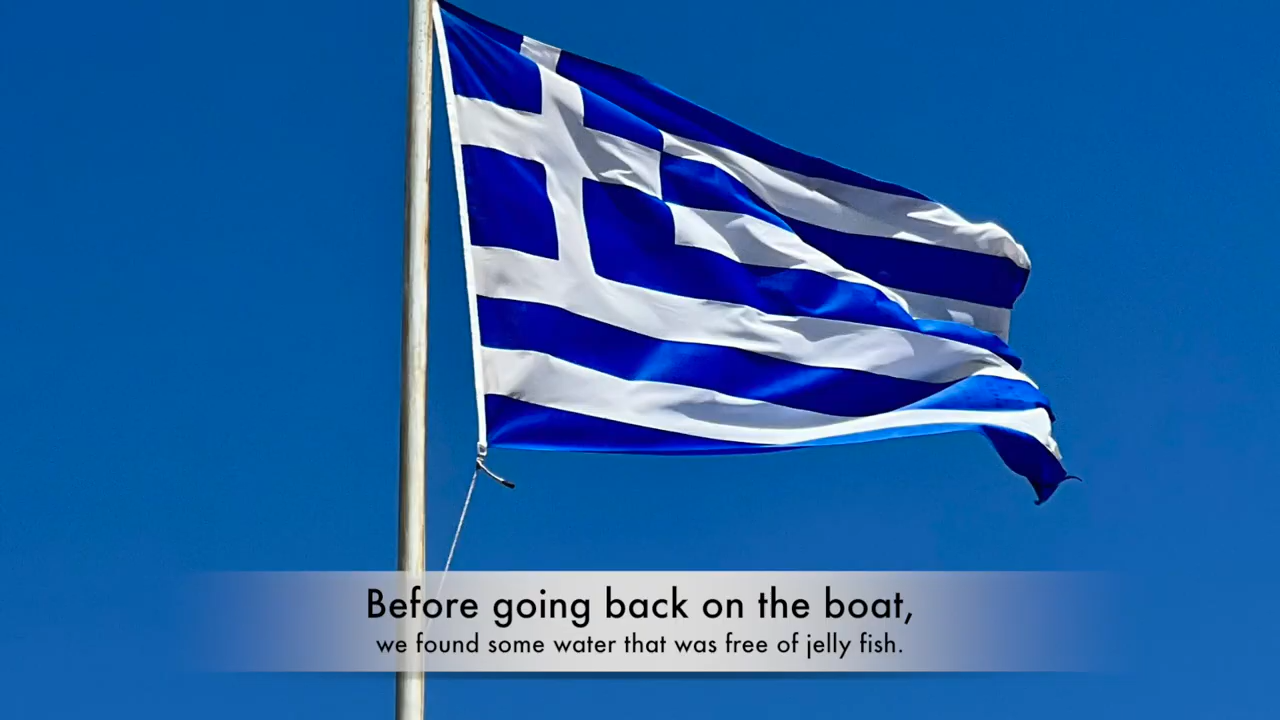 Before going back on the boat,
we found some water that was free of jelly fish.